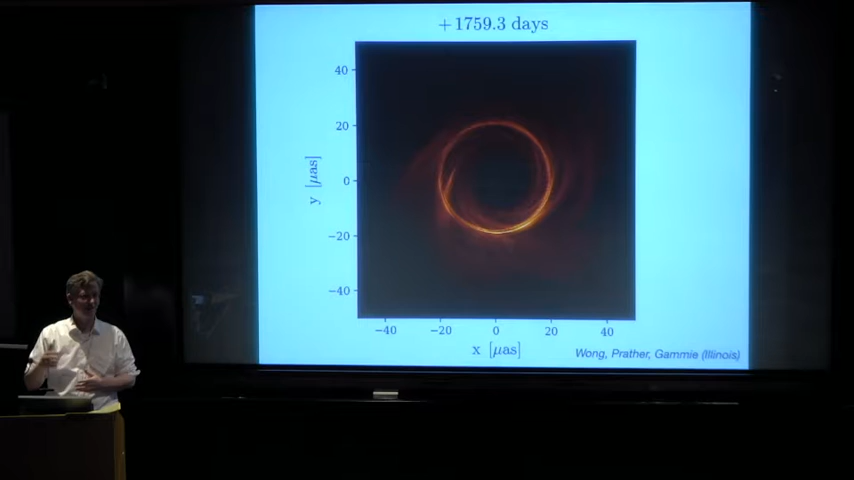 +1759.3 days
40
20
0
−20
−40
y [μas]
−40 −20 0 20 40
x [μas]
Wong, Prather, Gammie (Illinois)